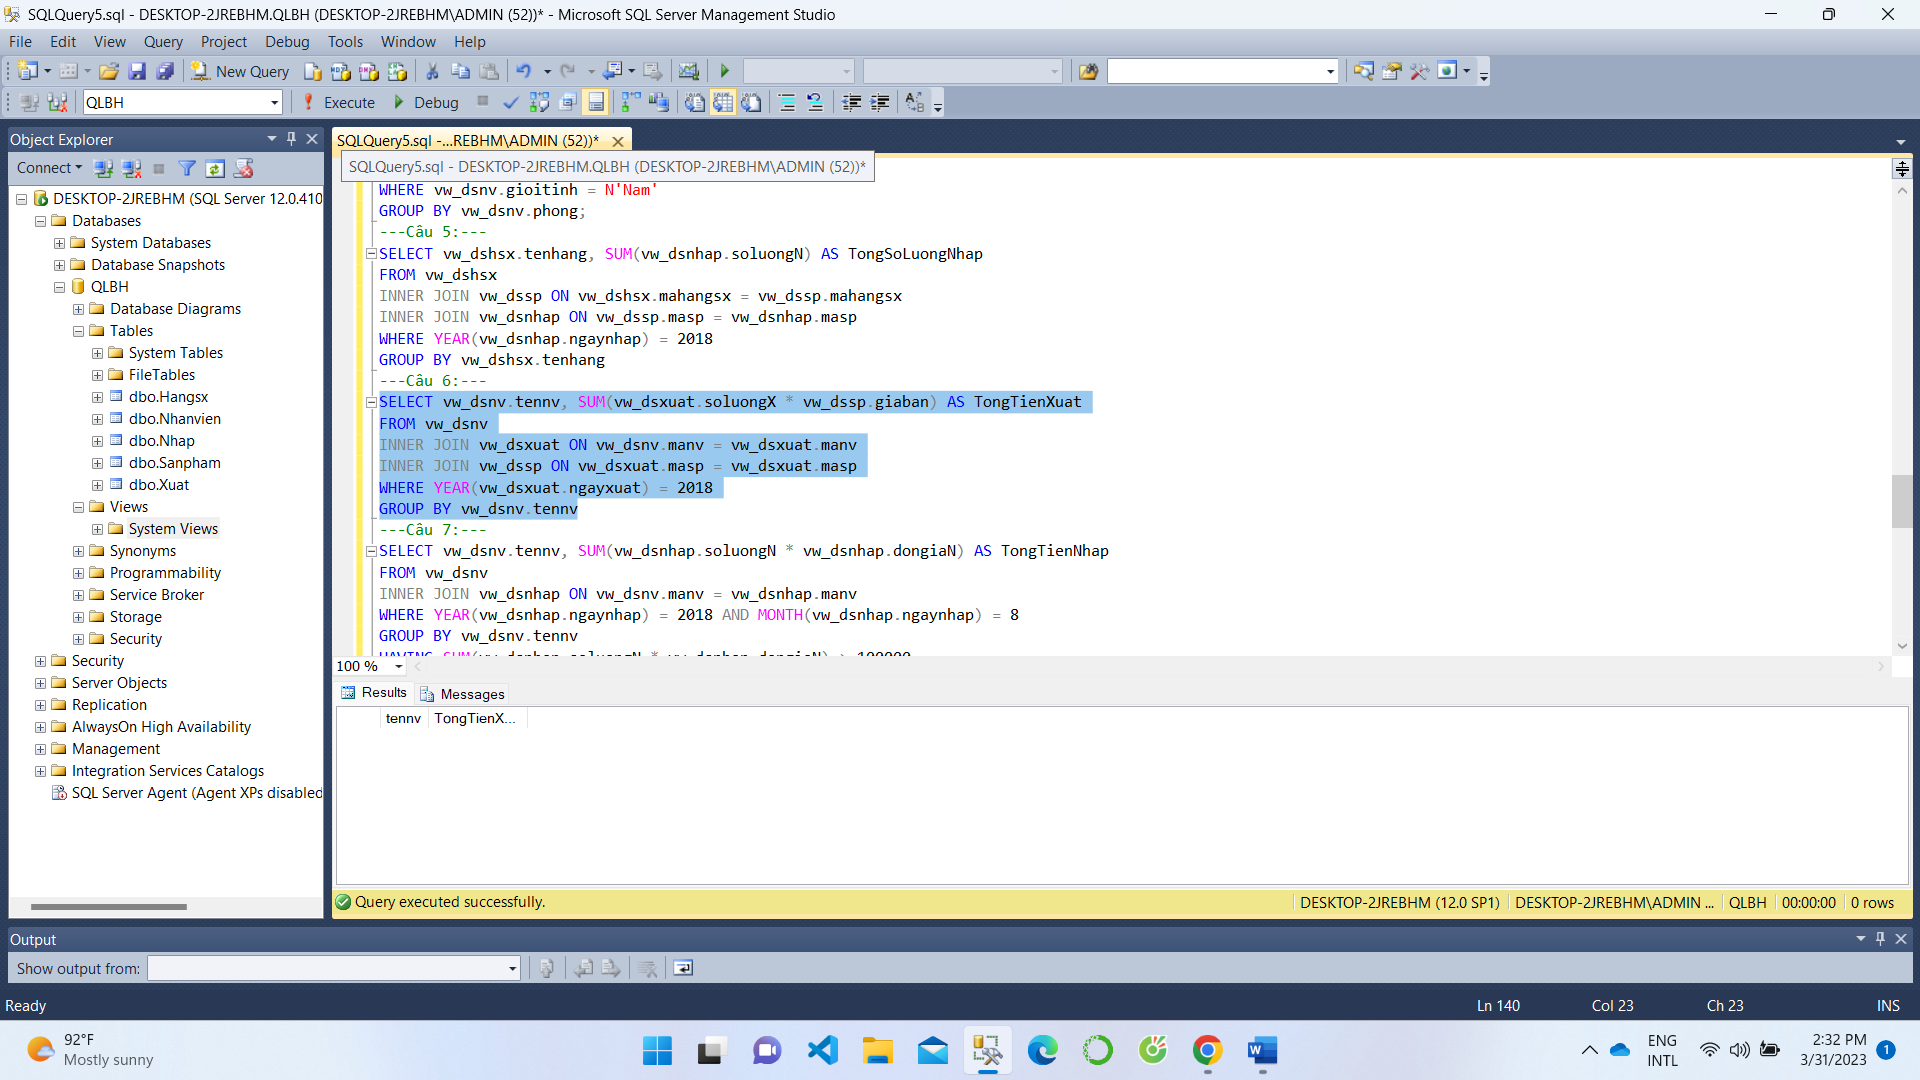 SQLQuery5.sql - DESKTOP-2JREBHM.QLBH (DESKTOP-2JREBHM\ADMIN (52))* - Microsoft SQL Server Management Studio
File Edit View Query Project Debug Tools Window Help
New Query
QLBH Execute Debug
Object Explorer
Connect
DESKTOP-2JREBHM (SQL Server 12.0.410
Databases
System Databases
Database Snapshots
QLBH
Database Diagrams
Tables
System Tables
FileTables
dbo.Hangsx
dbo.Nhanvien
dbo.Nhap
dbo.Sanpham
dbo.Xuat
Views
System Views
Synonyms
Programmability
Service Broker
Storage
Security
Security
Server Objects
Replication
AlwaysOn High Availability
Management
Integration Services Catalogs
SQL Server Agent (Agent XPs disabled
SQLQuery5.sql -...REBHM\ADMIN (52))*
SQLQuery5.sql - DESKTOP-2JREBHM.QLBH (DESKTOP-2JREBHM\ADMIN (52))*
WHERE vw_dsnv.gioitinh = N'Nam'
GROUP BY vw_dsnv.phong;
---Câu 5:---
SELECT vw_dshsx.tenhang, SUM(vw_dsnhap.soluongN) AS TongSoLuongNhap
FROM vw_dshsx
INNER JOIN vw_dssp ON vw_dshsx.mahangsx = vw_dssp.mahangsx
INNER JOIN vw_dsnhap ON vw_dssp.masp = vw_dsnhap.masp
WHERE YEAR(vw_dsnhap.ngaynhap) = 2018
GROUP BY vw_dshsx.tenhang
---Câu 6:---
SELECT vw_dsnv.tennv, SUM(vw_dsxuat.soluongX * vw_dssp.giaban) AS TongTienXuat
FROM vw_dsnv
INNER JOIN vw_dsxuat ON vw_dsnv.manv = vw_dsxuat.manv
INNER JOIN vw_dssp ON vw_dsxuat.masp = vw_dsxuat.masp
WHERE YEAR(vw_dsxuat.ngayxuat) = 2018
GROUP BY vw_dsnv.tennv
---Câu 7:---
SELECT vw_dsnv.tennv, SUM(vw_dsnhap.soluongN * vw_dsnhap.dongiaN) AS TongTienNhap
FROM vw_dsnv
INNER JOIN vw_dsnhap ON vw_dsnv.manv = vw_dsnhap.manv
WHERE YEAR(vw_dsnhap.ngaynhap) = 2018 AND MONTH(vw_dsnhap.ngaynhap) = 8
GROUP BY vw_dsnv.tennv
HAVING SUM(vw_dsnhap.soluongN * vw_dsnhap.dongiaN) > 100000
100 %
Results Messages
tennv TongTienX...
Query executed successfully. DESKTOP-2JREBHM (12.0 SP1) DESKTOP-2JREBHM\ADMIN ... QLBH 00:00:00 0 rows
Output
Show output from:
Ready Ln 140 Col 23 Ch 23 INS
92°F
Mostly sunny
ENG
INTL
2:32 PM
3/31/2023
1